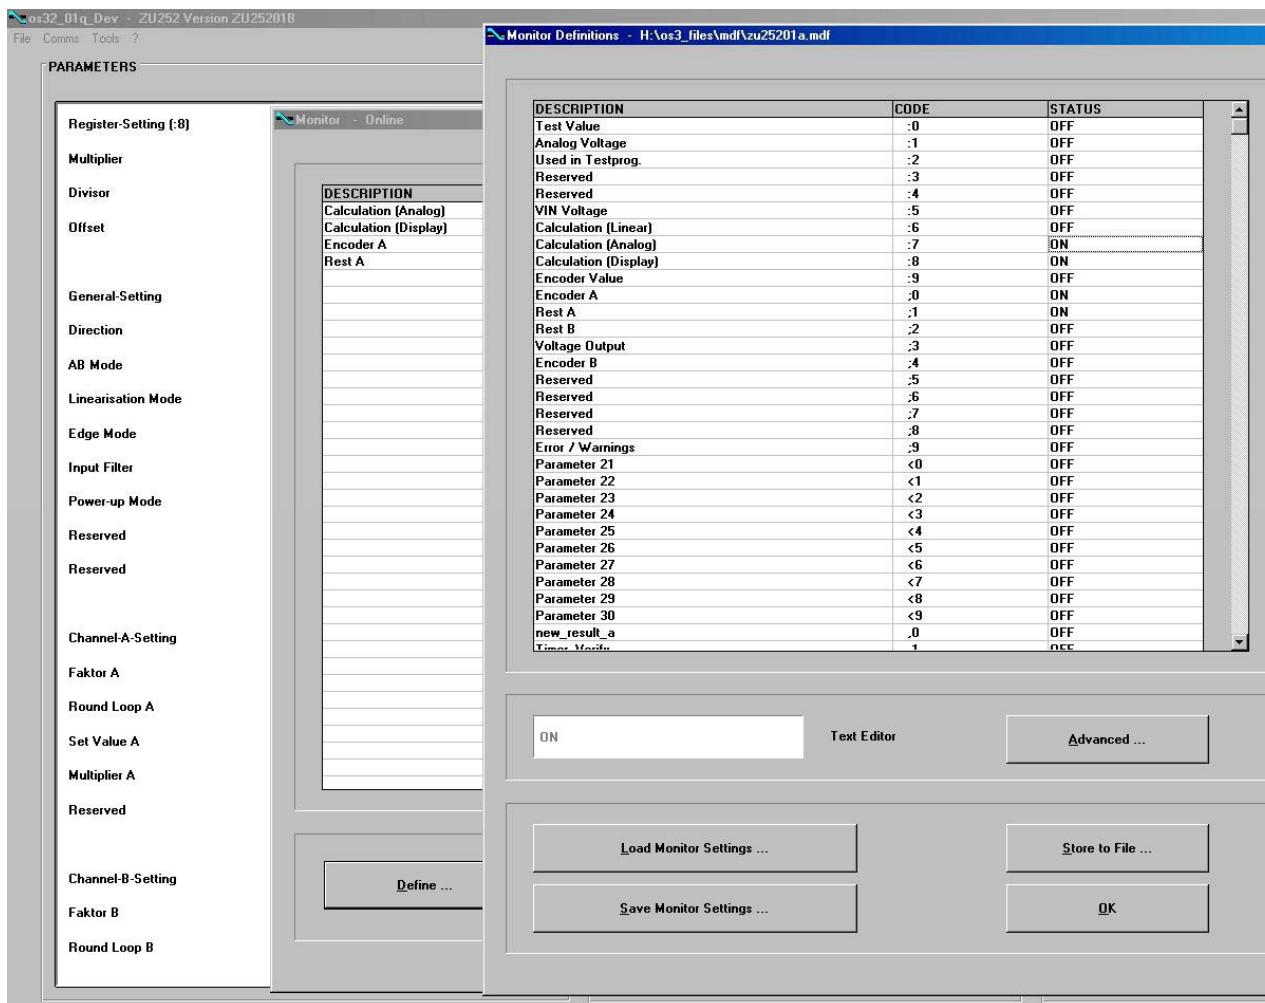 os32_01q_Dev - ZU252 Version ZU25201B
File Comms Tools ?
PARAMETERS
Register-Setting (:8)
Multiplier
Divisor
Offset
General-Setting
Direction
AB Mode
Linearisation Mode
Edge Mode
Input Filter
Power-up Mode
Reserved
Reserved
Channel-A-Setting
Faktor A
Round Loop A
Set Value A
Multiplier A
Reserved
Channel-B-Setting
Faktor B
Round Loop B
Monitor - Online
DESCRIPTION
Calculation (Analog)
Calculation (Display)
Encoder A
Rest A
Define ...
Monitor Definitions - H:\os3_files\mdf\zu25201a.mdf
DESCRIPTION CODE STATUS
Test Value :0 OFF
Analog Voltage :1 OFF
Used in Testprog. :2 OFF
Reserved :3 OFF
Reserved :4 OFF
VIN Voltage :5 OFF
Calculation (Linear) :6 OFF
Calculation (Analog) :7 ON
Calculation (Display) :8 ON
Encoder Value :9 OFF
Encoder A ;0 ON
Rest A ;1 ON
Rest B ;2 OFF
Voltage Output ;3 OFF
Encoder B ;4 OFF
Reserved ;5 OFF
Reserved ;6 OFF
Reserved ;7 OFF
Reserved ;8 OFF
Error / Warnings ;9 OFF
Parameter 21 <0 OFF
Parameter 22 <1 OFF
Parameter 23 <2 OFF
Parameter 24 <3 OFF
Parameter 25 <4 OFF
Parameter 26 <5 OFF
Parameter 27 <6 OFF
Parameter 28 <7 OFF
Parameter 29 <8 OFF
Parameter 30 <9 OFF
new_result_a ,0 OFF
Timer_Verify ,1 OFF
ON
Text Editor
Advanced ...
Load Monitor Settings ...
Store to File ...
Save Monitor Settings ...
OK